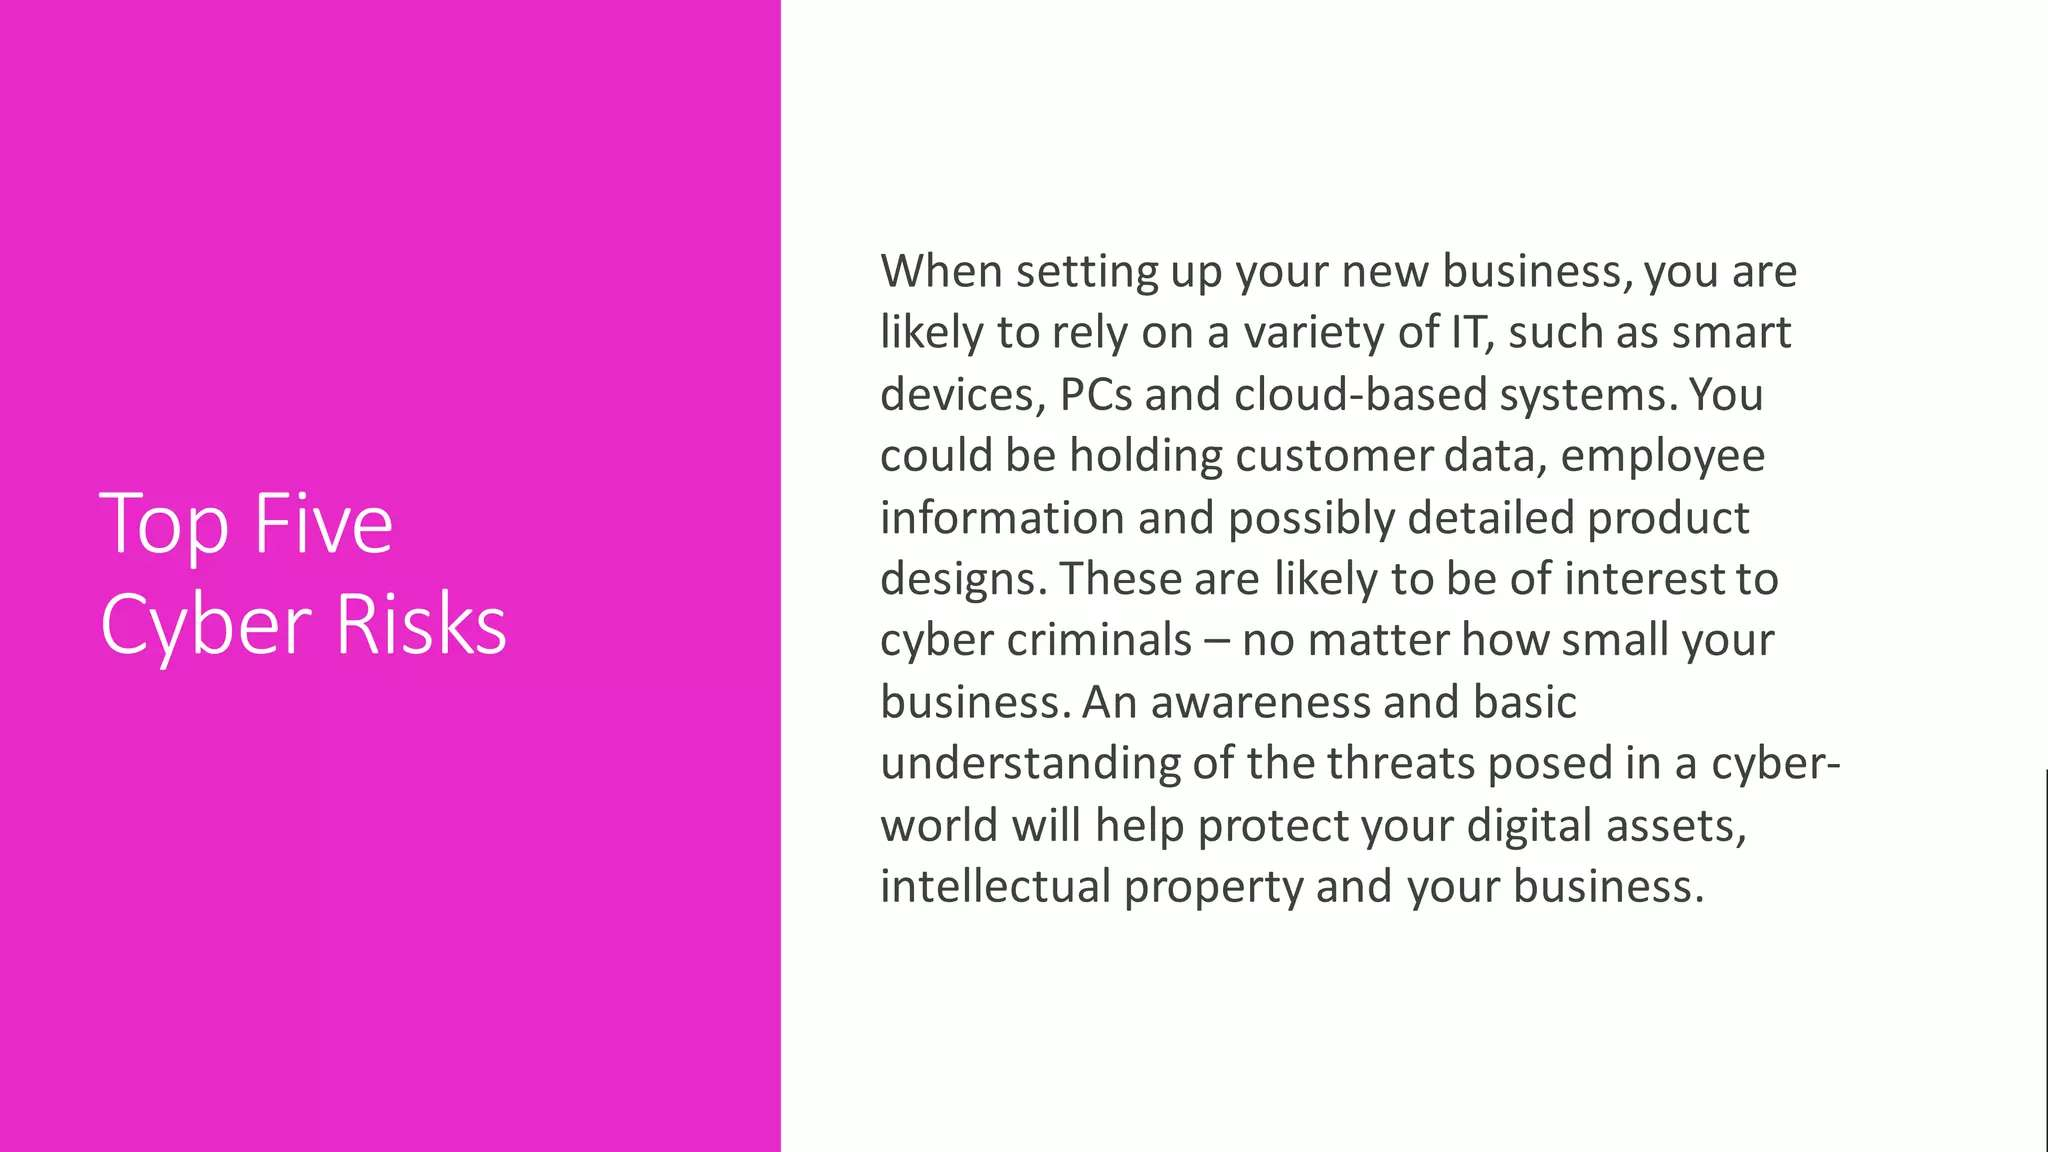 Top Five
Cyber Risks
When setting up your new business, you are
likely to rely on a variety of IT, such as smart
devices, PCs and cloud-based systems. You
could be holding customer data, employee
information and possibly detailed product
designs. These are likely to be of interest to
cyber criminals – no matter how small your
business. An awareness and basic
understanding of the threats posed in a cyber-
world will help protect your digital assets,
intellectual property and your business.